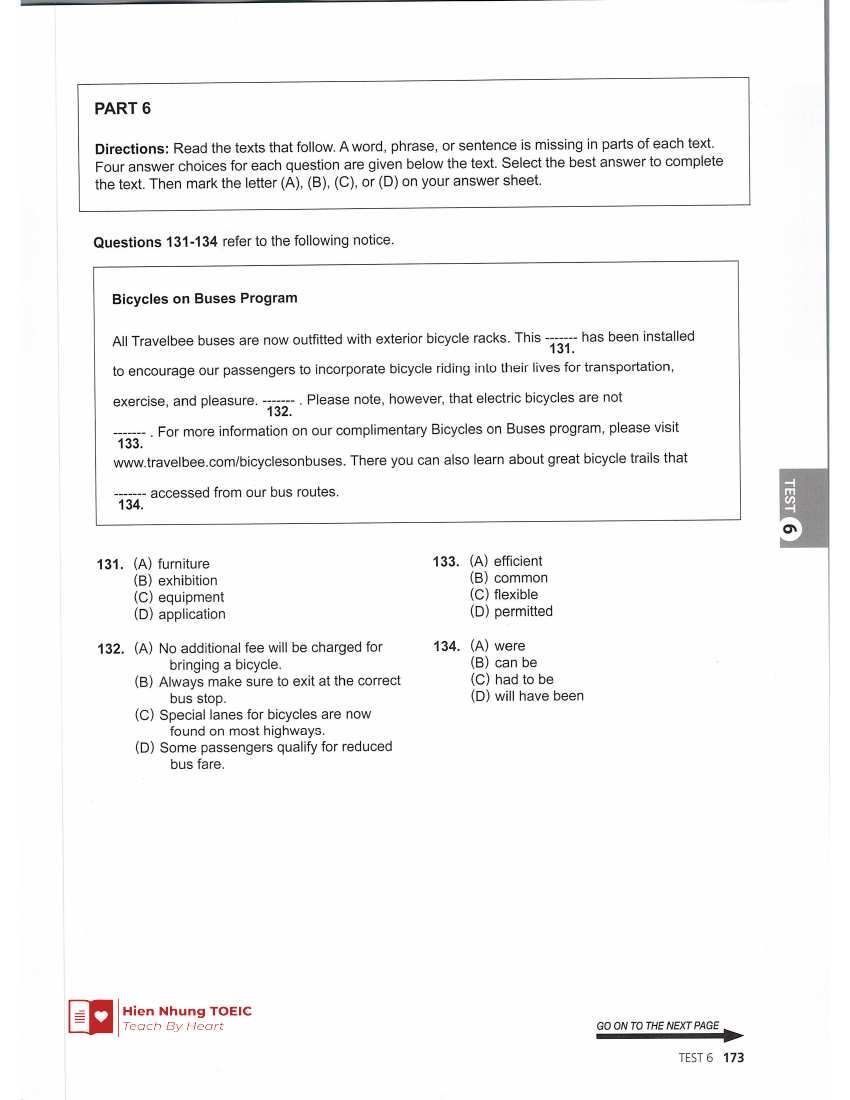 PART 6
Directions: Read the texts that follow. A word, phrase, or sentence is missing in parts of each text.
Four answer choices for each question are given below the text. Select the best answer to complete
the text. Then mark the letter (A), (B), (C), or (D) on your answer sheet.
Questions 131-134 refer to the following notice.
Bicycles on Buses Program
All Travelbee buses are now outfitted with exterior bicycle racks. This ------- has been installed
131.
to encourage our passengers to incorporate bicycle riding into their lives for transportation,
exercise, and pleasure. ------- . Please note, however, that electric bicycles are not
132.
------- . For more information on our complimentary Bicycles on Buses program, please visit
133.
www.travelbee.com/bicyclesonbuses. There you can also learn about great bicycle trails that
------- accessed from our bus routes.
134.
131. (A) furniture
(B) exhibition
(C) equipment
(D) application
132. (A) No additional fee will be charged for
bringing a bicycle.
(B) Always make sure to exit at the correct
bus stop.
(C) Special lanes for bicycles are now
found on most highways.
(D) Some passengers qualify for reduced
bus fare.
133. (A) efficient
(B) common
(C) flexible
(D) permitted
134. (A) were
(B) can be
(C) had to be
(D) will have been
TEST 6
Hien Nhung TOEIC
Teach By Heart
GO ON TO THE NEXT PAGE
TEST 6 173